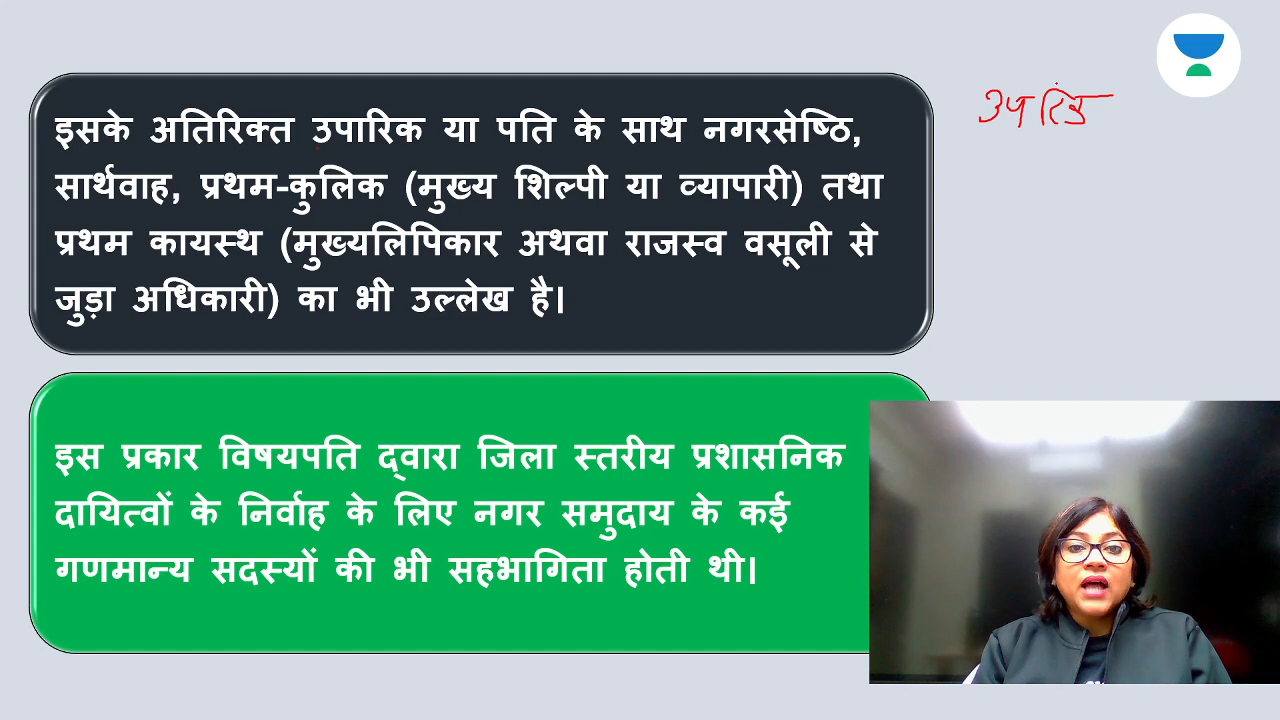 इसके अतिरिक्त उपारिक या पति के साथ नगरसेष्ठि,
सार्थवाह, प्रथम-कुलिक (मुख्य शिल्पी या व्यापारी) तथा
प्रथम कायस्थ (मुख्यलिपिकार अथवा राजस्व वसूली से
जुड़ा अधिकारी) का भी उल्लेख है।
इस प्रकार विषयपति द्वारा जिला स्तरीय प्रशासनिक
दायित्वों के निर्वाह के लिए नगर समुदाय के कई
गणमान्य सदस्यों की भी सहभागिता होती थी।